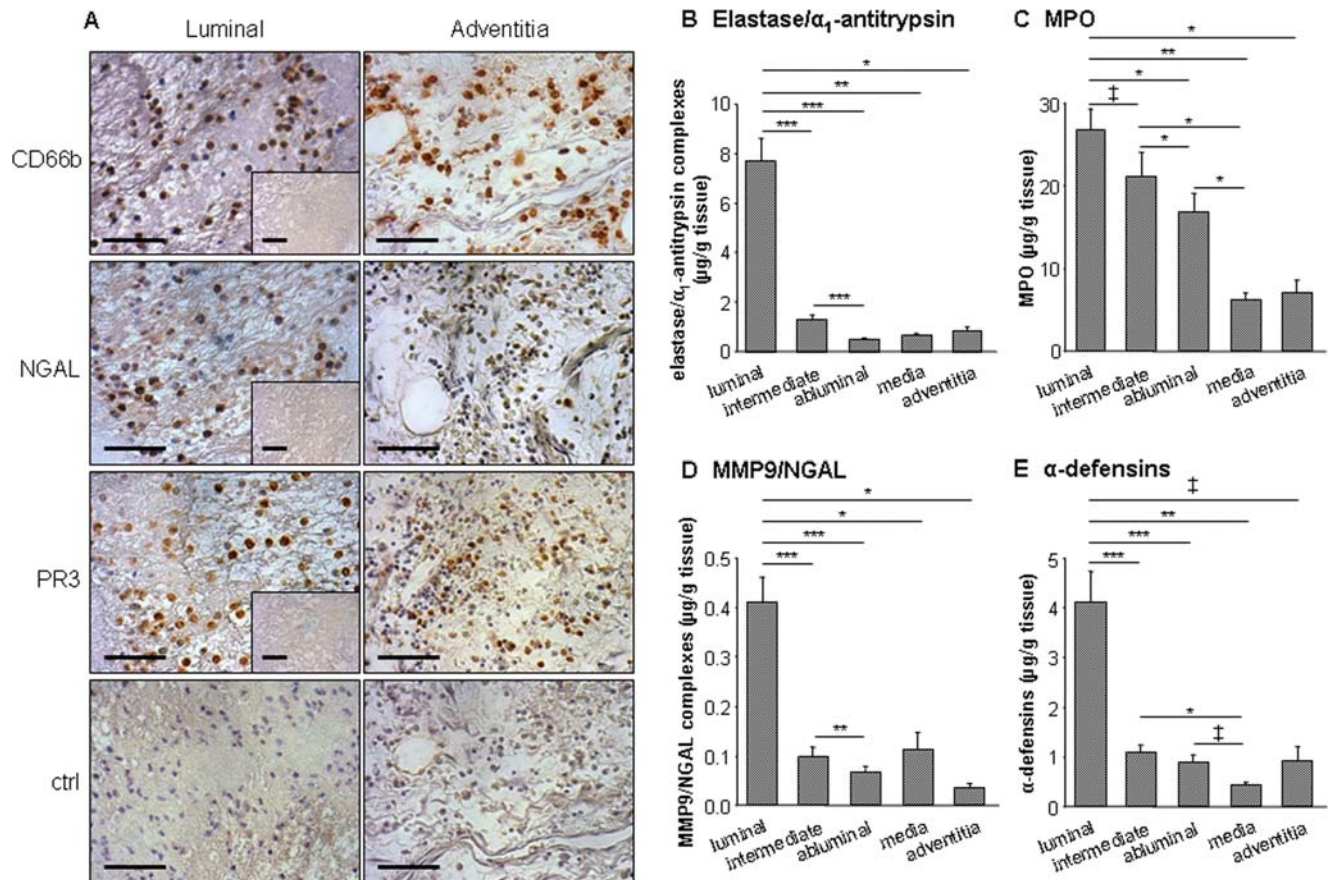 A
Luminal
Adventitia
CD66b
NGAL
PR3
ctrl
B Elastase/α₁-antitrypsin
*
**
***
***
***
elastase/α₁-antitrypsin complexes
(µg/g tissue)
10
8
6
4
2
0
luminal
intermediate
abluminal
media
adventitia
C MPO
*
**
*
‡
*
*
*
MPO (µg/g tissue)
30
20
10
0
luminal
intermediate
abluminal
media
adventitia
D MMP9/NGAL
*
*
***
***
**
MMP9/NGAL complexes (µg/g tissue)
0.5
0.4
0.3
0.2
0.1
0.0
luminal
intermediate
abluminal
media
adventitia
E α-defensins
‡
**
***
***
*
‡
α-defensins (µg/g tissue)
5
4
3
2
1
0
luminal
intermediate
abluminal
media
adventitia